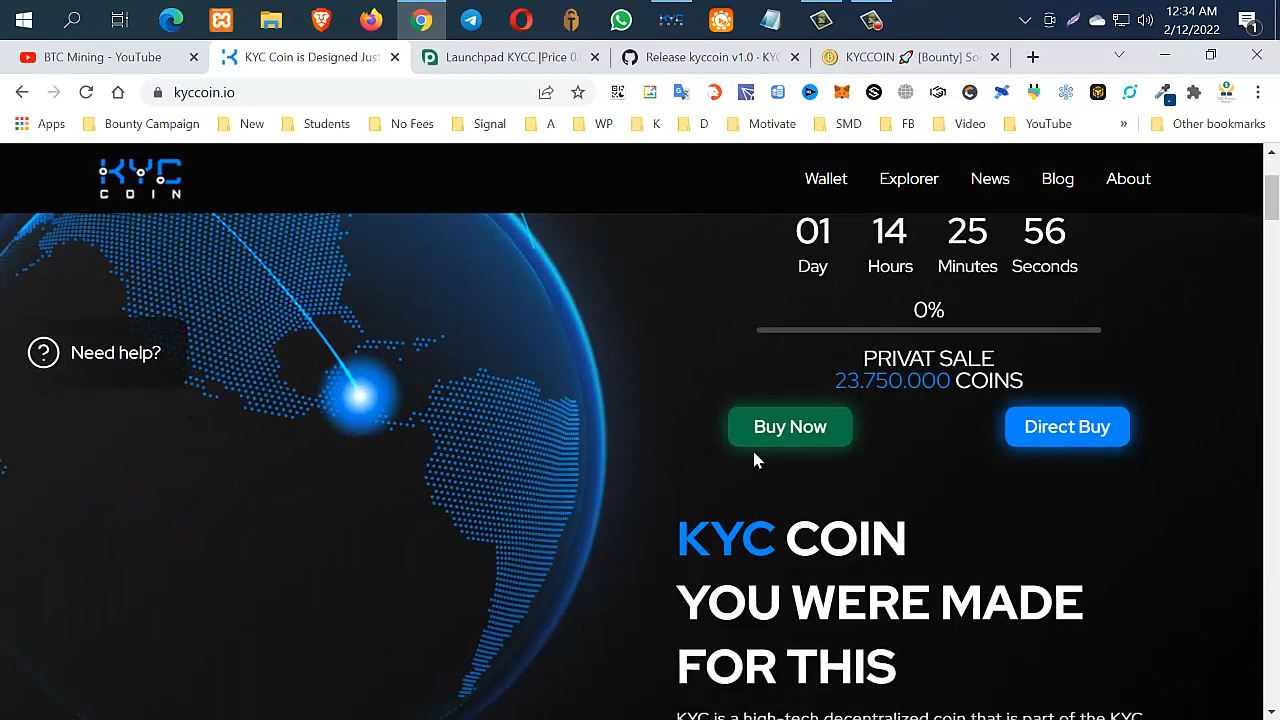 12:34 AM
2/12/2022
1
BTC Mining - YouTube
KYC Coin is Designed Just
Launchpad KYCC |Price 0.
Release kyccoin v1.0 · KYC
KYCCOIN 🚀 [Bounty] So
kyccoin.io
Apps
Bounty Campaign
New
Students
No Fees
Signal
A
WP
K
D
Motivate
SMD
FB
Video
YouTube
»
Other bookmarks
KYC
COIN
Wallet
Explorer
News
Blog
About
01 14 25 56
Day Hours Minutes Seconds
0%
PRIVAT SALE
23.750.000 COINS
? Need help?
Buy Now
Direct Buy
KYC COIN
YOU WERE MADE
FOR THIS
KYC is a high-tech decentralized coin that is part of the KYC